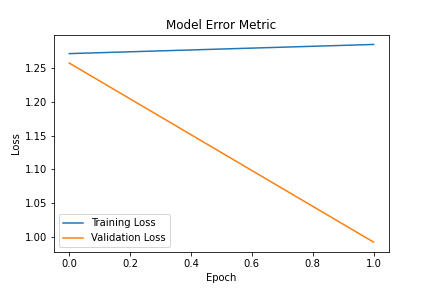 Model Error Metric
Loss
1.25
1.20
1.15
1.10
1.05
1.00
Training Loss
Validation Loss
0.0 0.2 0.4 0.6 0.8 1.0
Epoch